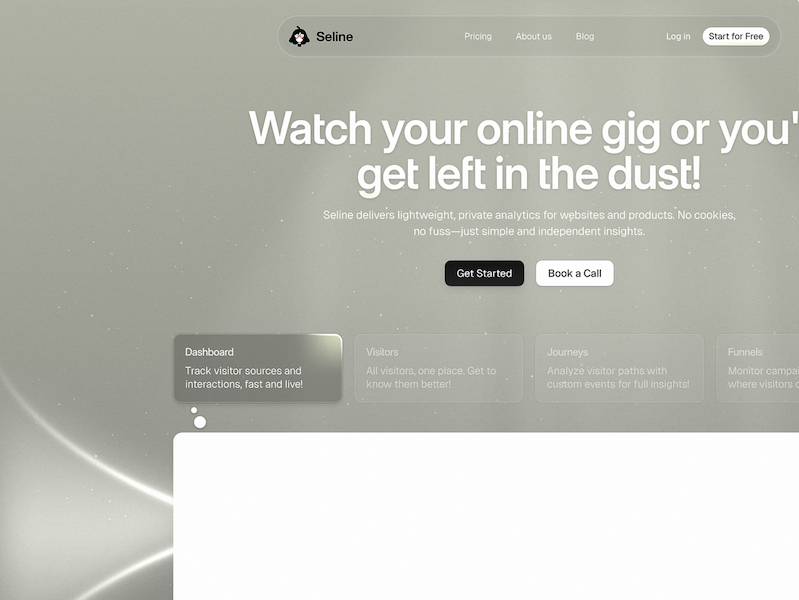 Seline
Pricing
About us
Blog
Log in
Start for Free
Watch your online gig or you'
get left in the dust!
Seline delivers lightweight, private analytics for websites and products. No cookies,
no fuss—just simple and independent insights.
Get Started
Book a Call
Dashboard
Track visitor sources and
interactions, fast and live!
Visitors
All visitors, one place. Get to
know them better!
Journeys
Analyze visitor paths with
custom events for full insights!
Funnels
Monitor campa
where visitors